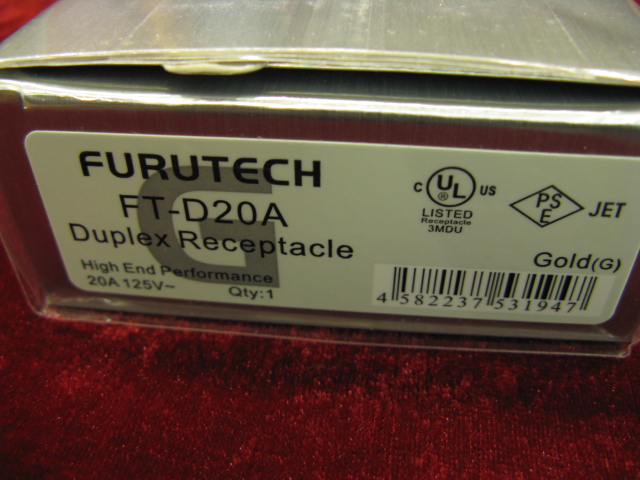 FURUTECH
G
FT-D20A
Duplex Receptacle
High End Performance
20A 125V~
Qty:1
C UL US
®
LISTED
Receptacle
3MDU
PS
E
JET
Gold(G)
4 582237 531947